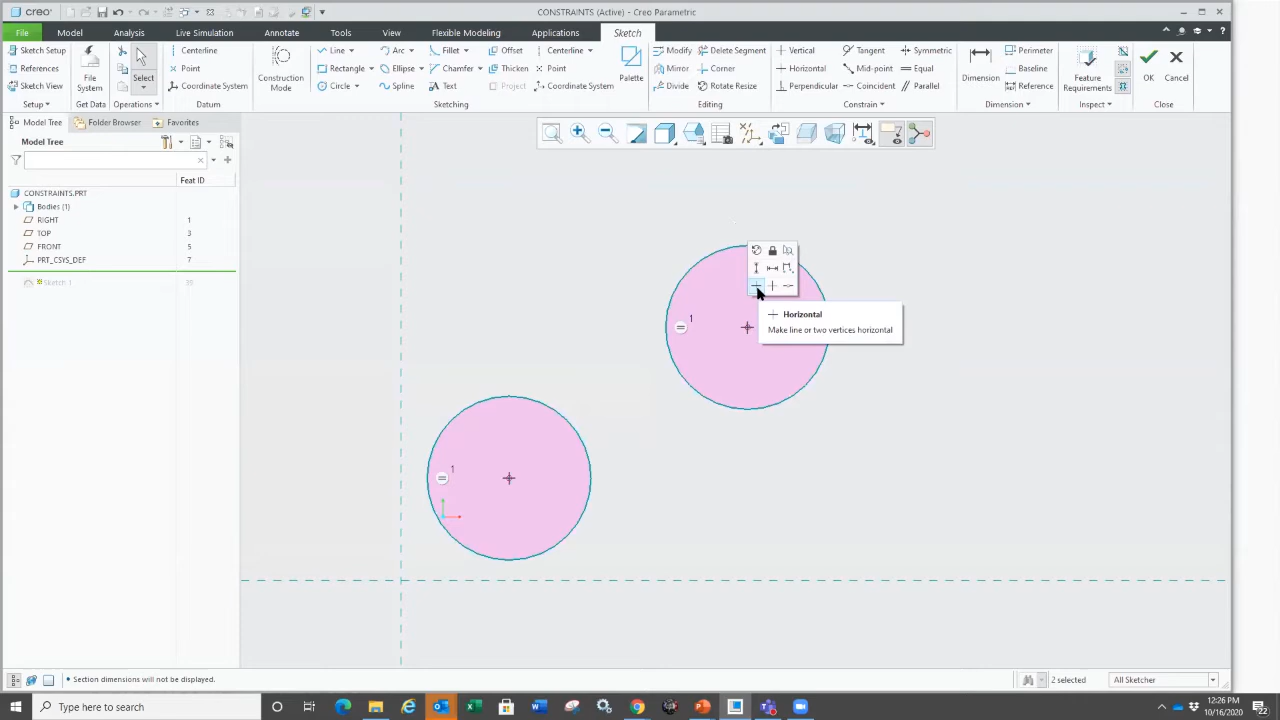 creo
CONSTRAINTS (Active) - Creo Parametric
File
Model
Analysis
Live Simulation
Annotate
Tools
View
Flexible Modeling
Applications
Sketch
Sketch Setup
References
Sketch View
Setup
File System
Get Data
Select
Operations
Centerline
Point
Coordinate System
Datum
Construction Mode
Line
Arc
Fillet
Offset
Centerline
Rectangle
Ellipse
Chamfer
Thicken
Point
Circle
Spline
Text
Project
Coordinate System
Palette
Sketching
Modify
Delete Segment
Mirror
Corner
Divide
Rotate Resize
Editing
Vertical
Tangent
Symmetric
Horizontal
Mid-point
Equal
Perpendicular
Coincident
Parallel
Constrain
Dimension
Perimeter
Baseline
Reference
Dimension
Feature Requirements
Inspect
OK
Cancel
Close
Model Tree
Folder Browser
Favorites
Model Tree
Feat ID
CONSTRAINTS.PRT
Bodies (1)
RIGHT 1
TOP 3
FRONT 5
PRT_CSYS_DEF 7
Sketch 1 39
1
Horizontal
Make line or two vertices horizontal
1
• Section dimensions will not be displayed.
2 selected
All Sketcher
Type here to search
12:26 PM
10/16/2020
22